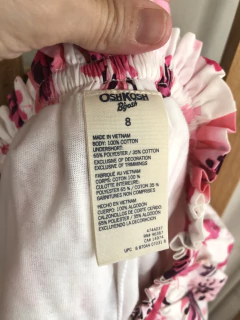 OSHKOSH
B'gosh
8
MADE IN VIETNAM
BODY: 100% COTTON
UNDERSHORT:
65% POLYESTER / 35% COTTON
EXCLUSIVE OF DECORATION
EXCLUSIVE OF TRIMMINGS
FABRIQUÉ AU VIETNAM
CORPS: COTON 100 %
CULOTTE INTÉRIEURE:
POLYESTER 65 % / COTON 35 %
GARNITURES NON COMPRISES
HECHO EN VIETNAM
CUERPO: 100% ALGODÓN
CALZONCILLOS DE CORTE CEÑIDO:
65% POLIÉSTER / 35% ALGODÓN
EXCLUYENDO LA DECORACIÓN